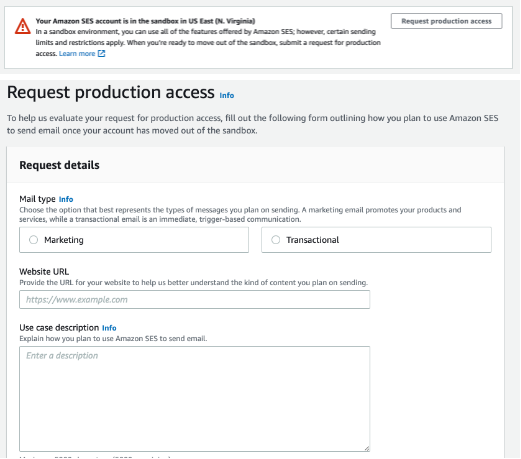 Your Amazon SES account is in the sandbox in US East (N. Virginia)
Request production access
In a sandbox environment, you can use all of the features offered by Amazon SES; however, certain sending
limits and restrictions apply. When you're ready to move out of the sandbox, submit a request for production
access. Learn more
Request production access Info
To help us evaluate your request for production access, fill out the following form outlining how you plan to use Amazon SES
to send email once your account has moved out of the sandbox.
Request details
Mail type Info
Choose the option that best represents the types of messages you plan on sending. A marketing email promotes your products and
services, while a transactional email is an immediate, trigger-based communication.
Marketing
Transactional
Website URL
Provide the URL for your website to help us better understand the kind of content you plan on sending.
https://www.example.com
Use case description Info
Explain how you plan to use Amazon SES to send email.
Enter a description